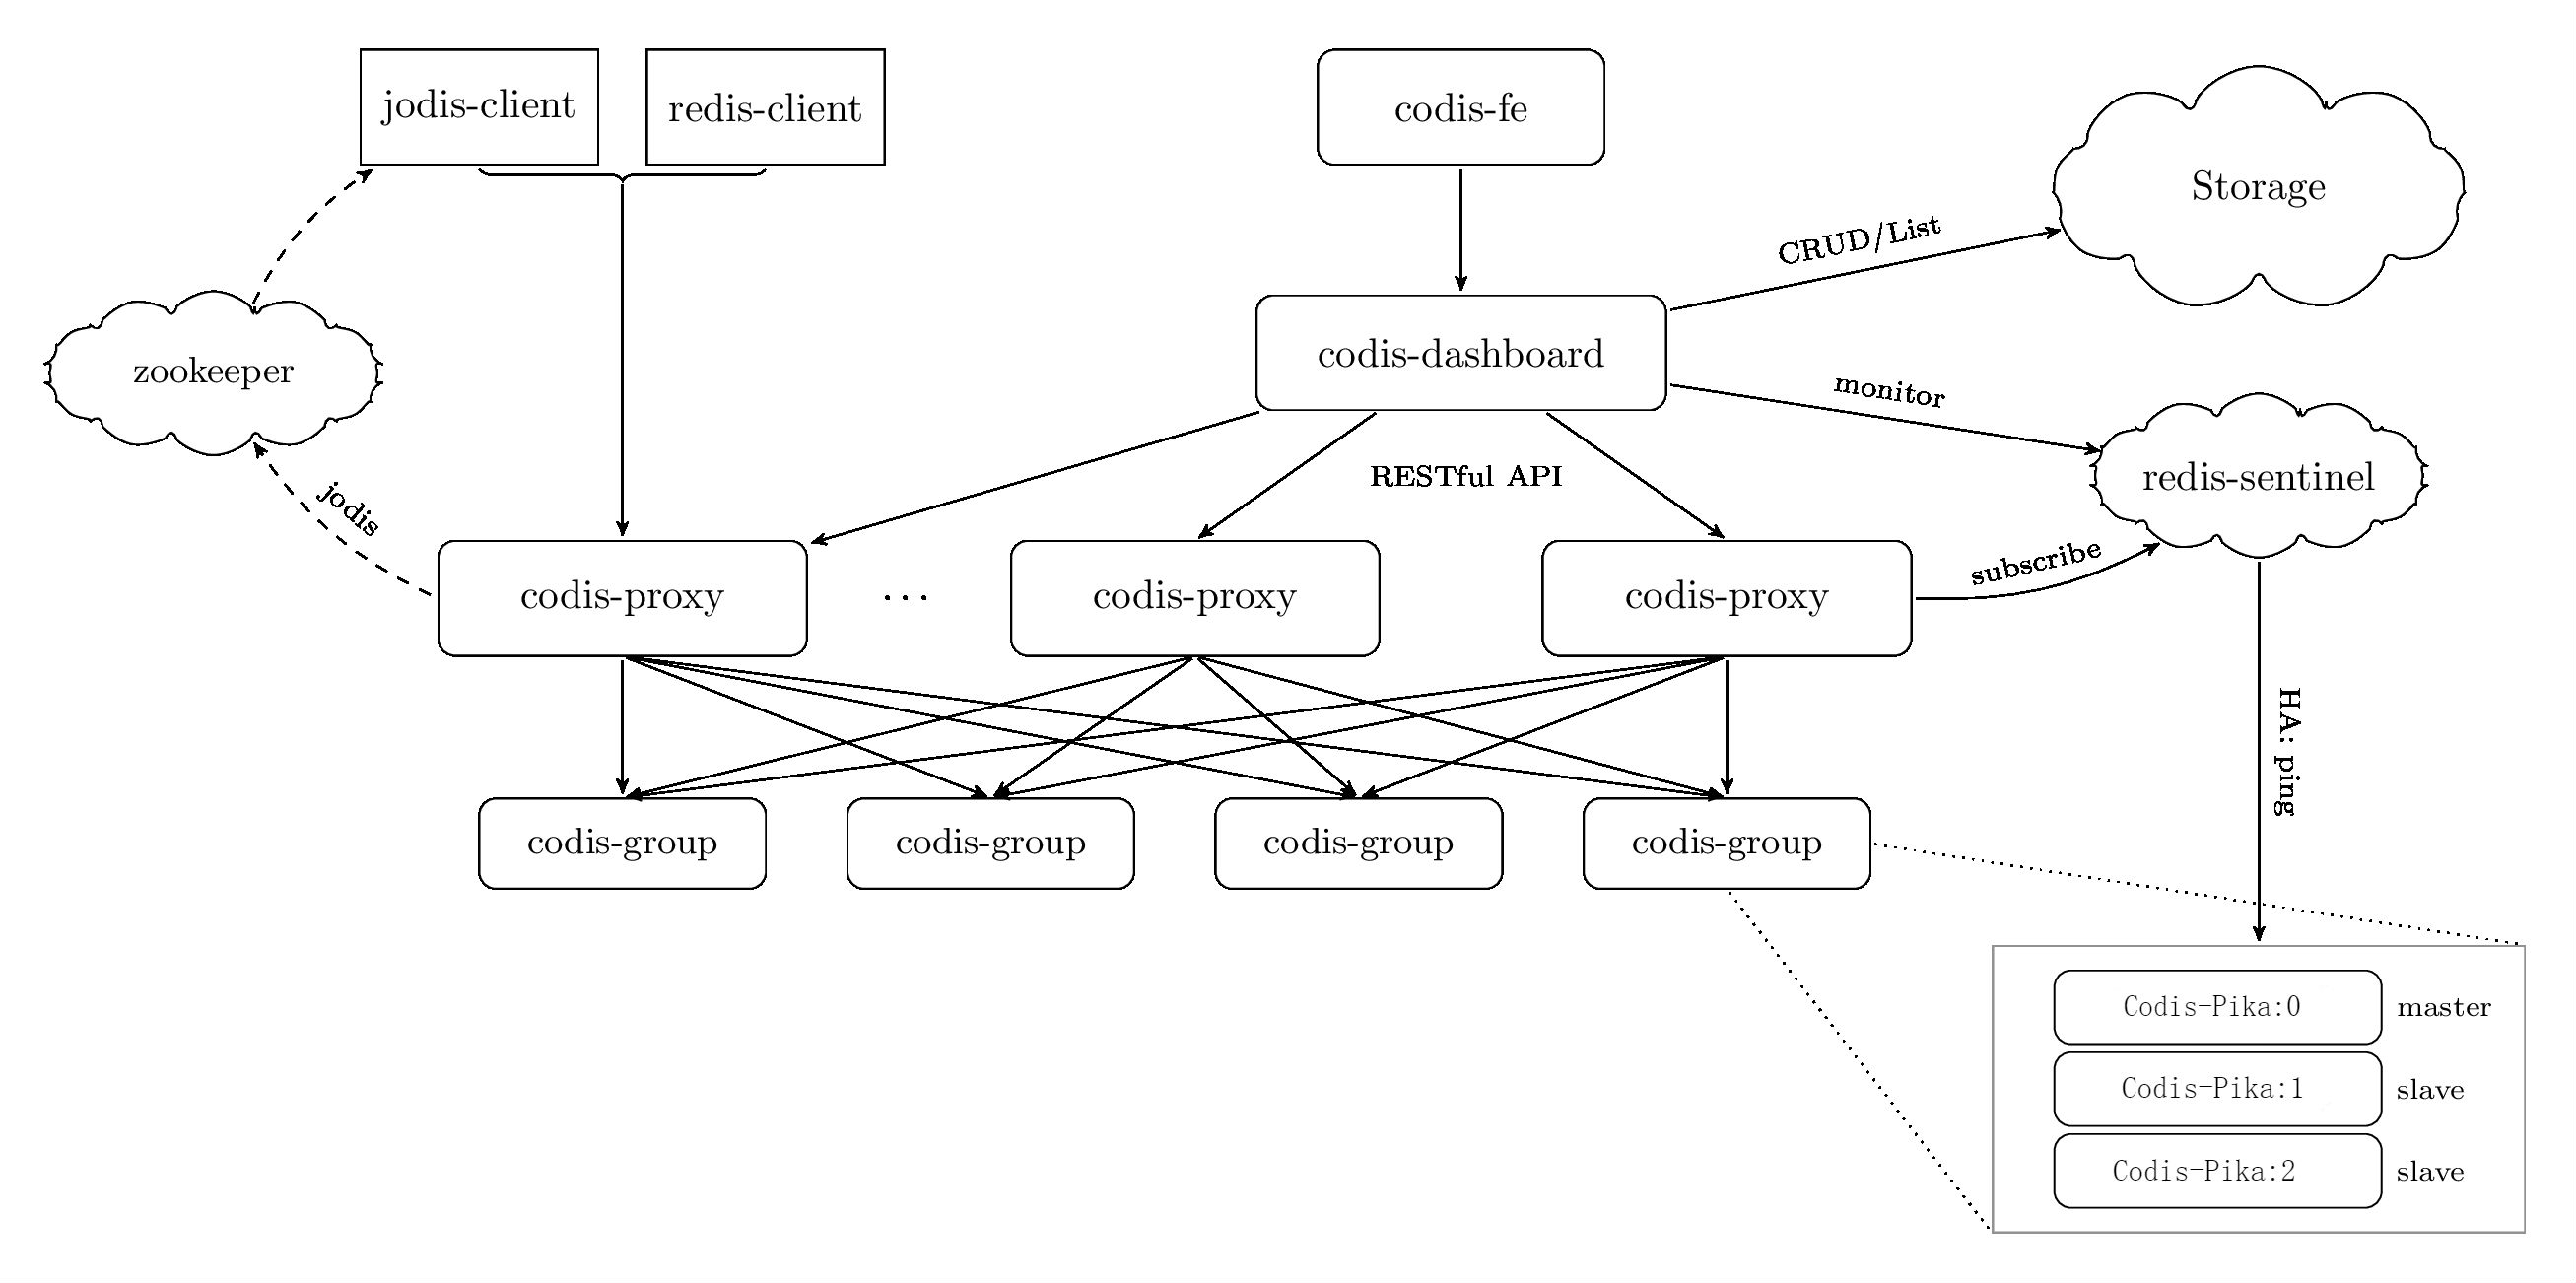 jodis-client
redis-client
codis-fe
Storage
CRUD/List
zookeeper
codis-dashboard
monitor
RESTful API
redis-sentinel
jodis
codis-proxy
...
codis-proxy
codis-proxy
subscribe
HA: ping
codis-group
codis-group
codis-group
codis-group
Codis-Pika:0 master
Codis-Pika:1 slave
Codis-Pika:2 slave